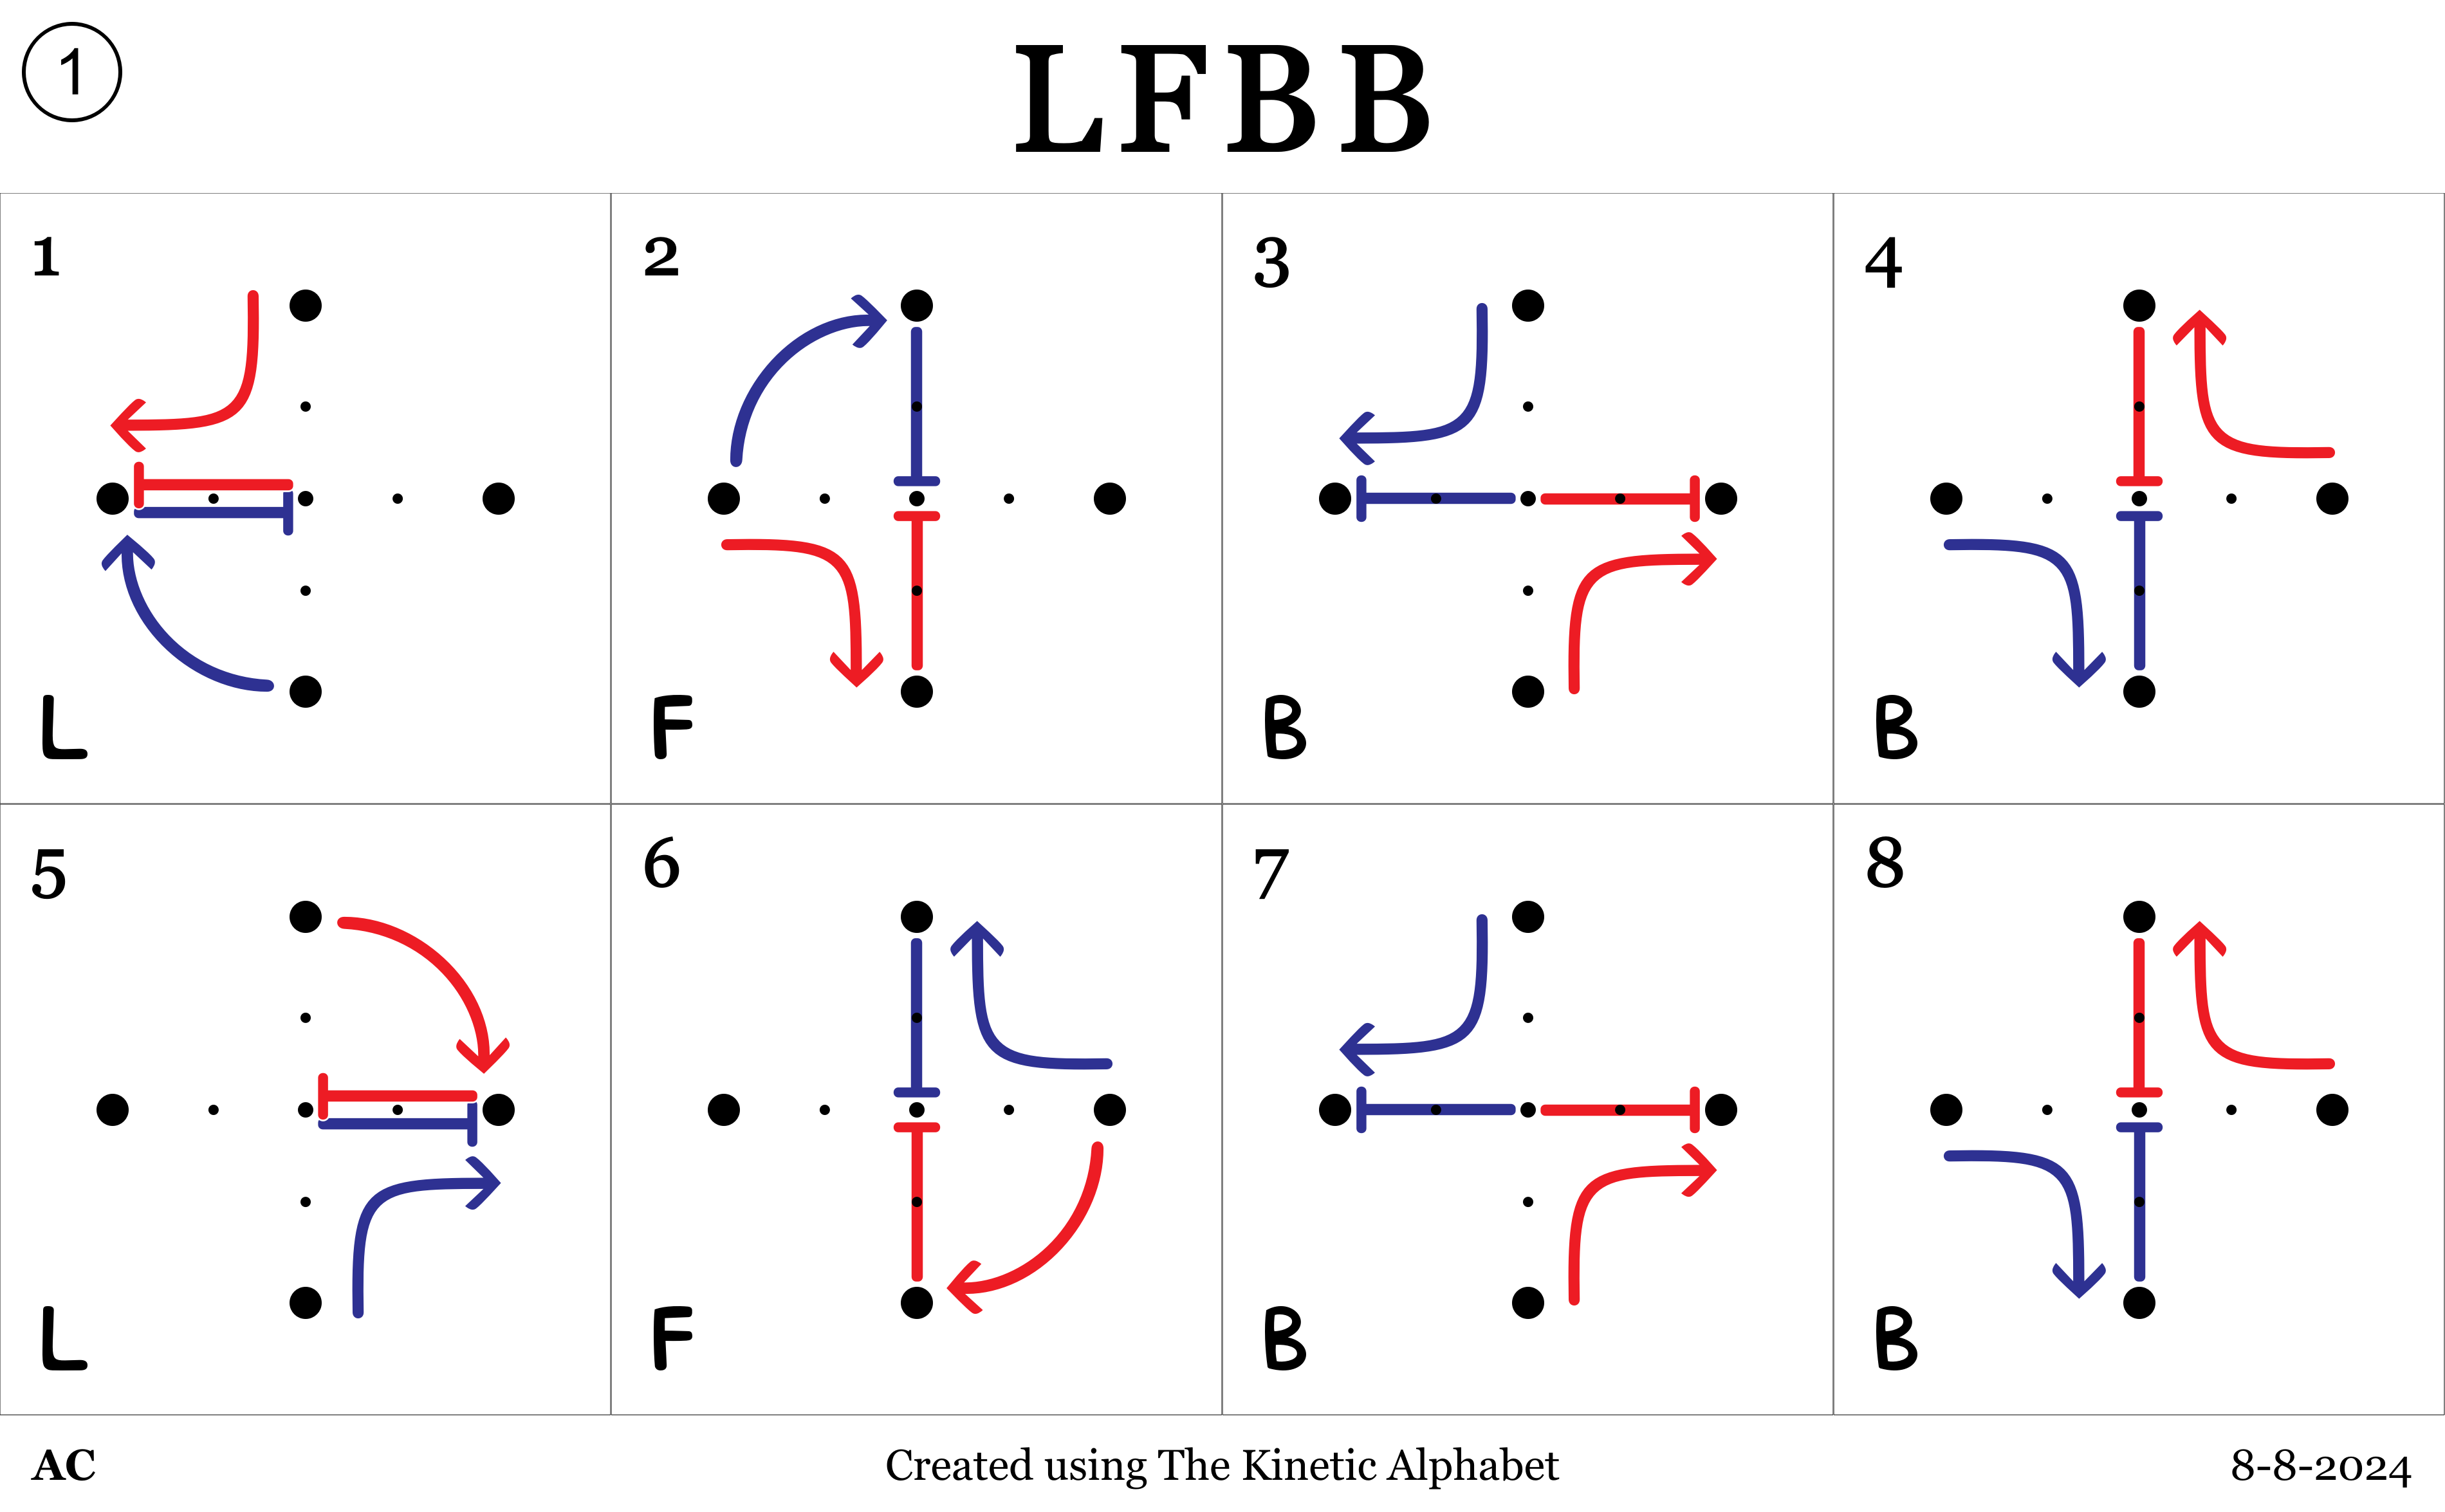 1
LFBB
1 2 3 4
L F B B
5 6 7 8
L F B B
AC Created using The Kinetic Alphabet 8-8-2024